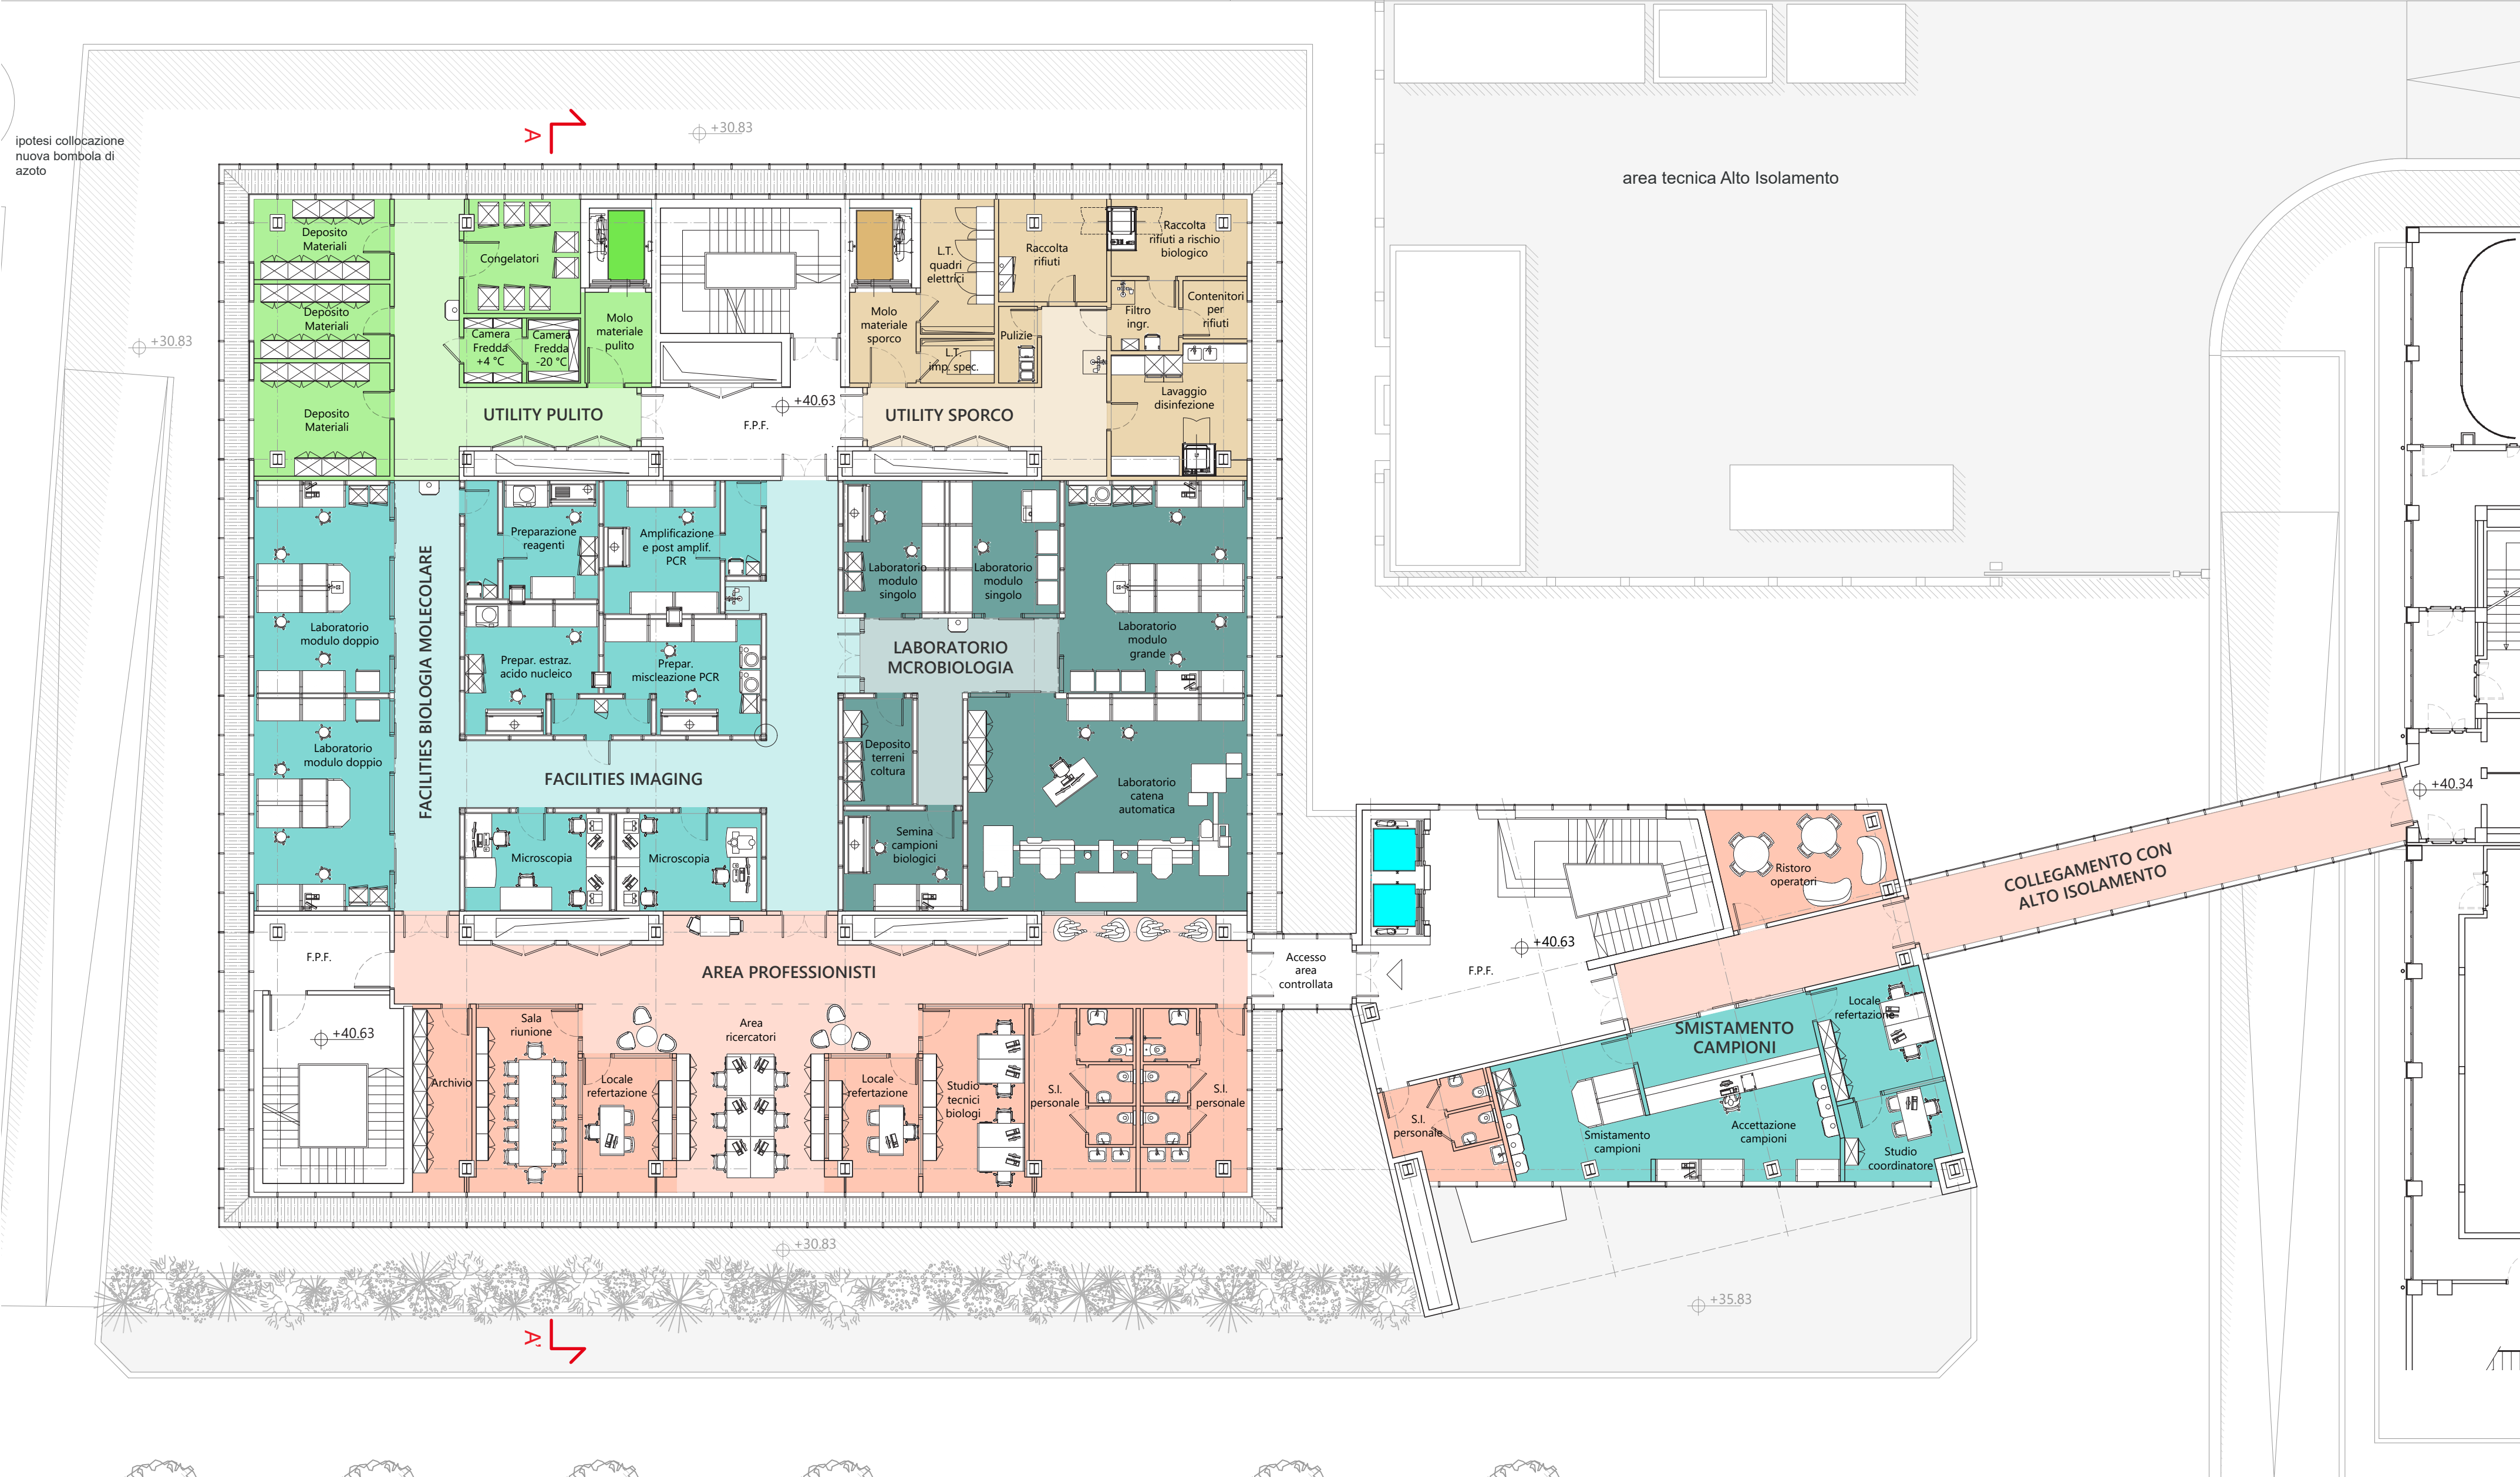 ipotesi collocazione
nuova bombola di
azoto
A
+30.83
area tecnica Alto Isolamento
Deposito
Materiali
Congelatori
L.T.
quadri
elettrici
Raccolta
rifiuti
Raccolta
rifiuti a rischio
biologico
Deposito
Materiali
Camera
Fredda
+4 °C
Camera
Fredda
-20 °C
Molo
materiale
pulito
Molo
materiale
sporco
L.T.
imp. spec.
Pulizie
Filtro
ingr.
Contenitori
per
rifiuti
+30.83
Deposito
Materiali
UTILITY PULITO
+40.63
F.P.F.
UTILITY SPORCO
Lavaggio
disinfezione
Preparazione
reagenti
Amplificazione
e post amplif.
PCR
Laboratorio
modulo
singolo
Laboratorio
modulo
singolo
Laboratorio
modulo doppio
FACILITIES BIOLOGIA MOLECOLARE
Prepar. estraz.
acido nucleico
Prepar.
miscleazione PCR
LABORATORIO
MCROBIOLOGIA
Laboratorio
modulo
grande
Laboratorio
modulo doppio
FACILITIES IMAGING
Deposito
terreni
coltura
Laboratorio
catena
automatica
Microscopia
Microscopia
Semina
campioni
biologici
Ristoro
operatori
COLLEGAMENTO CON
ALTO ISOLAMENTO
+40.34
F.P.F.
AREA PROFESSIONISTI
Accesso
area
controllata
+40.63
F.P.F.
+40.63
Sala
riunione
Area
ricercatori
Archivio
Locale
refertazione
Locale
refertazione
Studio
tecnici
biologi
S.I.
personale
S.I.
personale
SMISTAMENTO
CAMPIONI
Locale
refertazione
S.I.
personale
Smistamento
campioni
Accettazione
campioni
Studio
coordinatore
+30.83
+35.83
A'